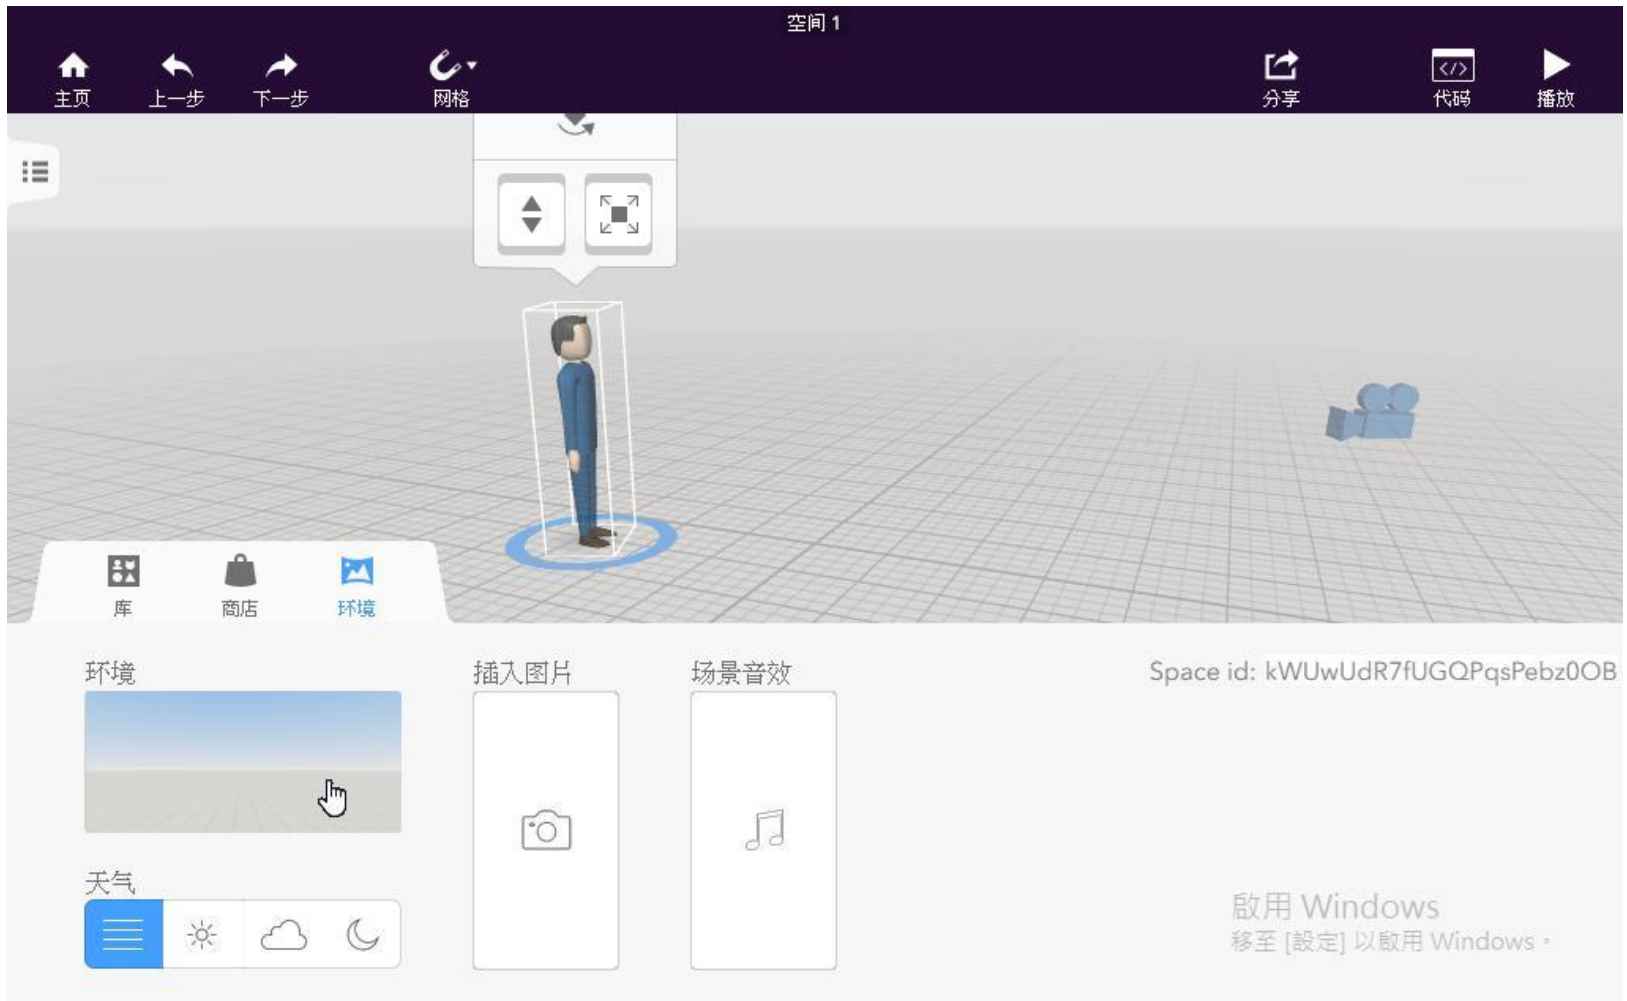 空间 1
主页
上一步
下一步
网格
分享
代码
播放
库
商店
环境
环境
插入图片
场景音效
Space id: kWUwUdR7fUGQPqsPebz0OB
天气
啟用 Windows
移至 [設定] 以啟用 Windows。